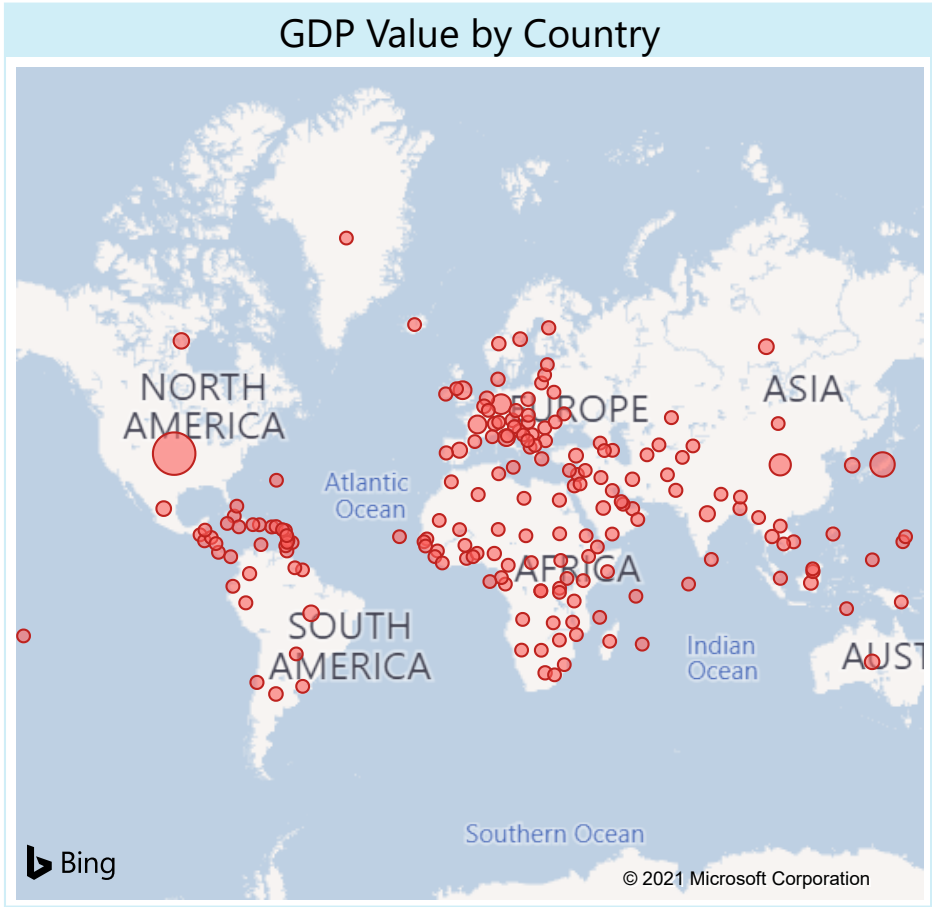 GDP Value by Country
NORTH
AMERICA
EUROPE
ASIA
Atlantic
Ocean
AFRICA
SOUTH
AMERICA
Indian
Ocean
AUST
Southern Ocean
Bing
© 2021 Microsoft Corporation